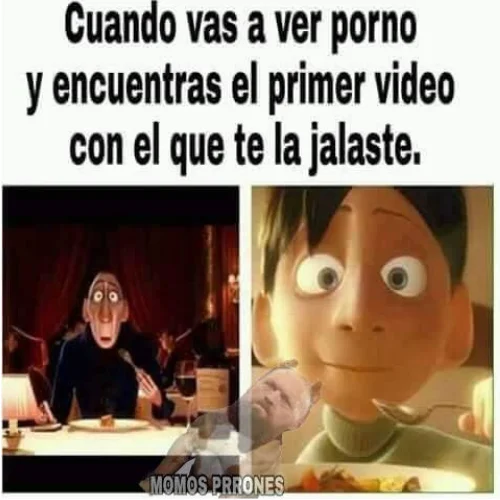 Cuando vas a ver porno
y encuentras el primer video
con el que te la jalaste.
MOMOS PRRONES